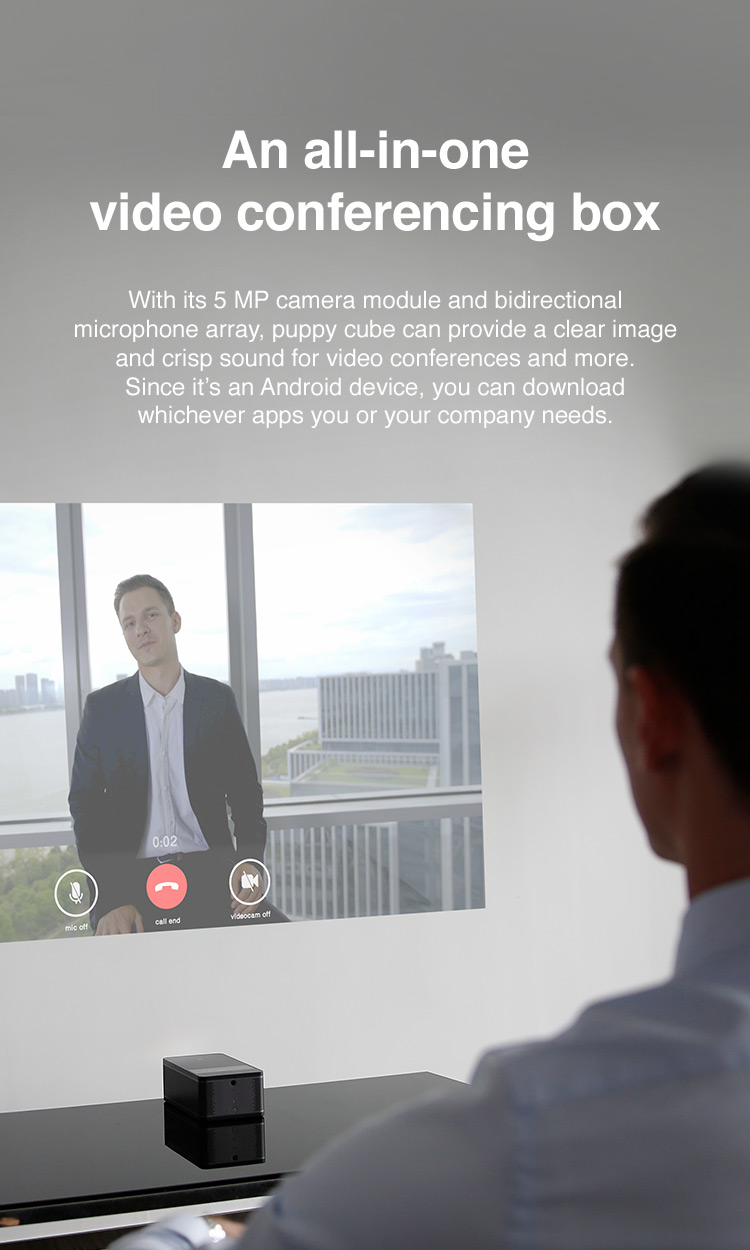 An all-in-one
video conferencing box
With its 5 MP camera module and bidirectional
microphone array, puppy cube can provide a clear image
and crisp sound for video conferences and more.
Since it’s an Android device, you can download
whichever apps you or your company needs.
0:02
mic off
call end
videocam off